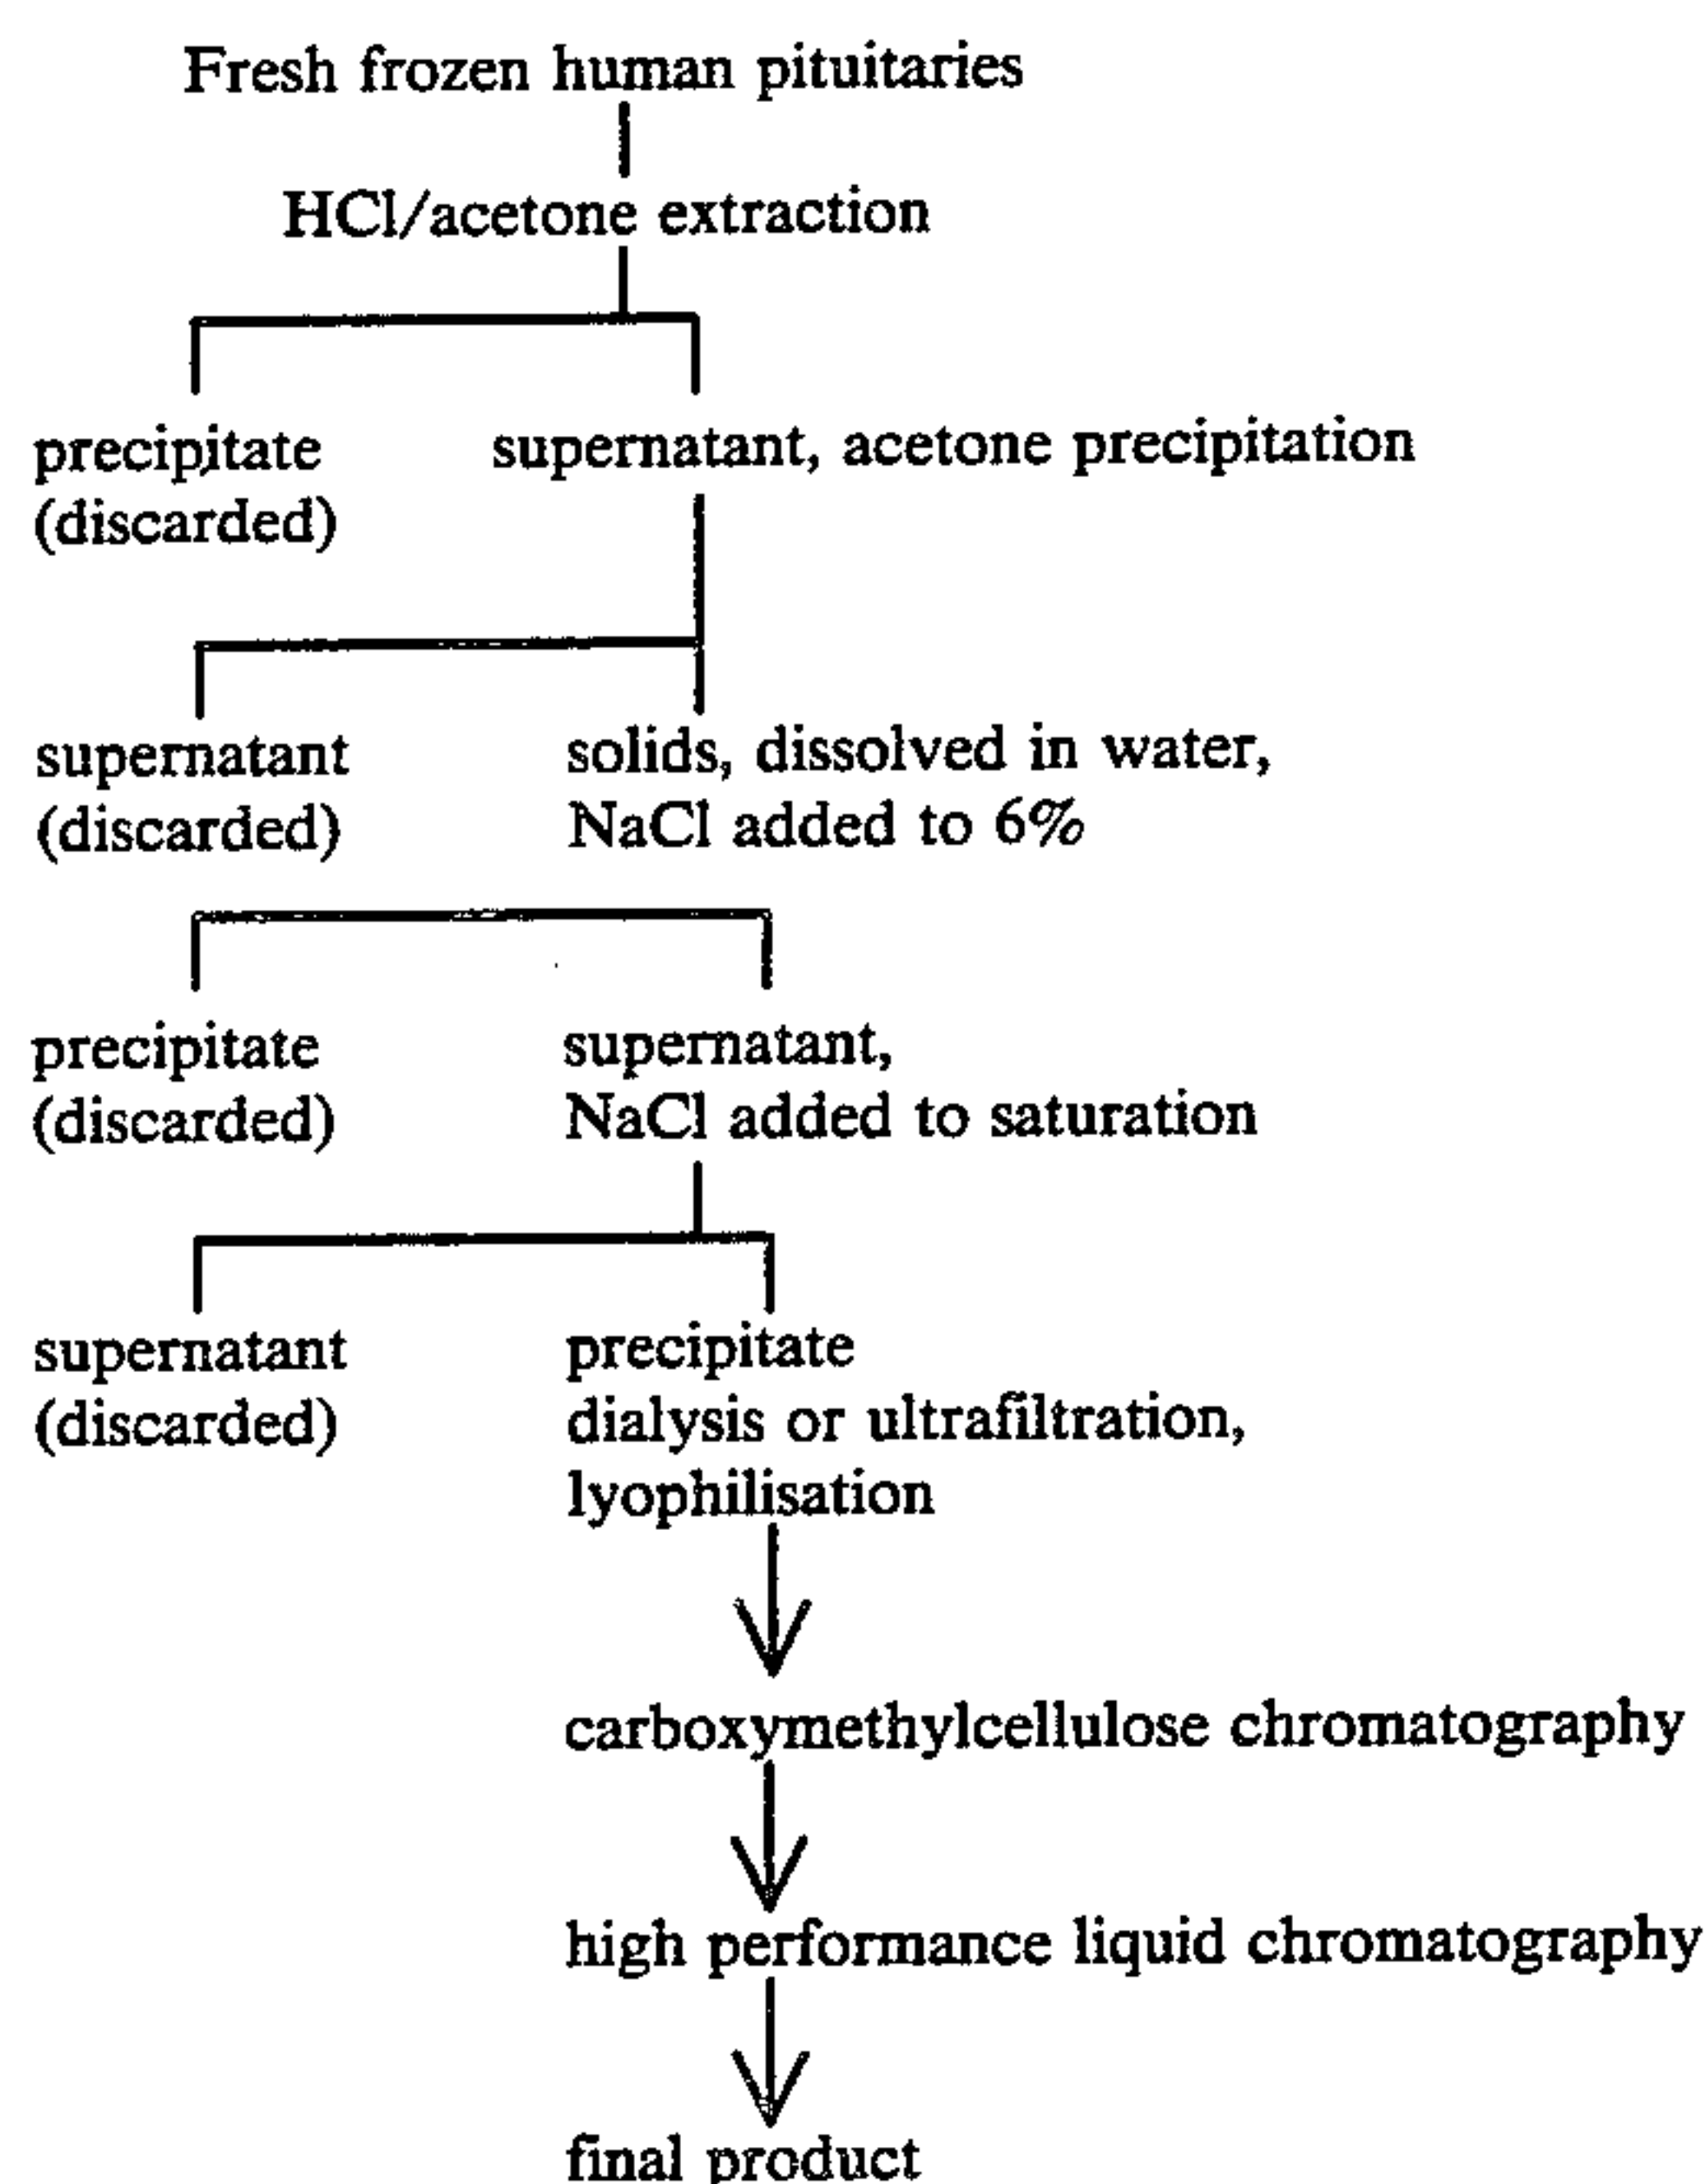 Fresh frozen human pituitaries
HCl/acetone extraction
precipitate
(discarded)
supernatant, acetone precipitation
supernatant
(discarded)
solids, dissolved in water,
NaCl added to 6%
precipitate
(discarded)
supernatant,
NaCl added to saturation
supernatant
(discarded)
precipitate
dialysis or ultrafiltration,
lyophilisation
carboxymethylcellulose chromatography
high performance liquid chromatography
final product